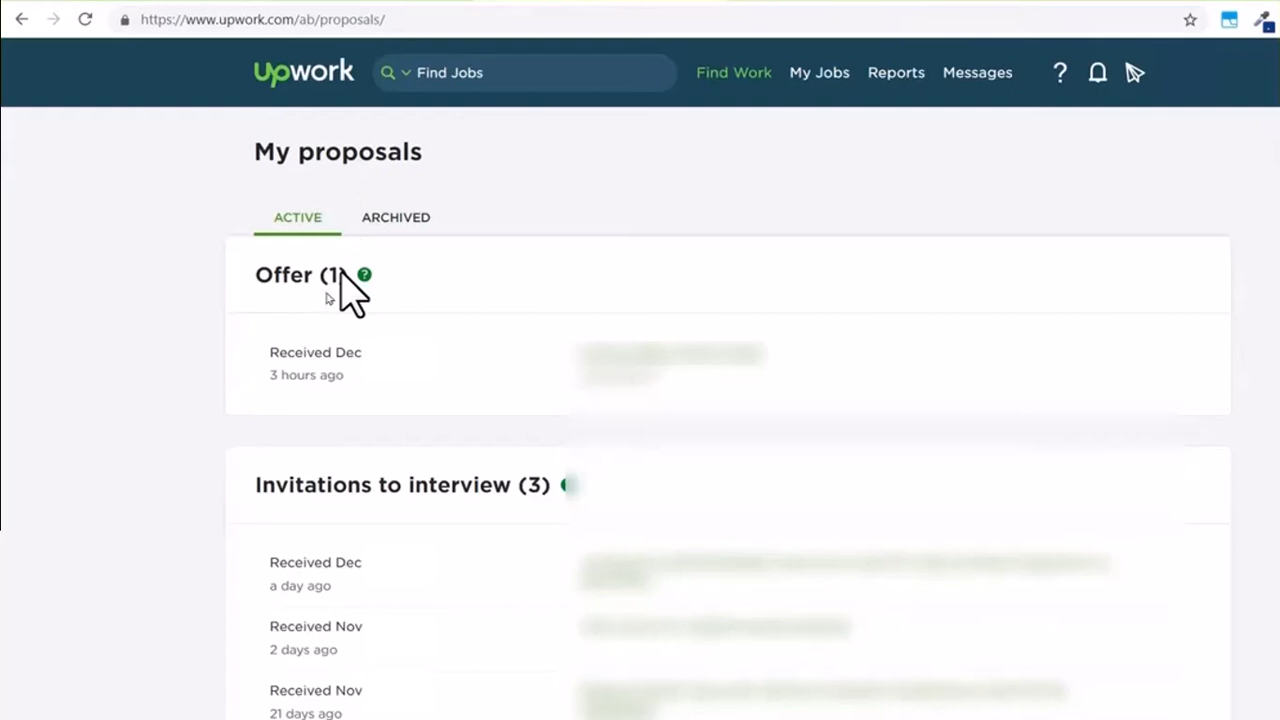 https://www.upwork.com/ab/proposals/
upwork Find Jobs Find Work My Jobs Reports Messages ?
My proposals
ACTIVE ARCHIVED
Offer (1) ?
Received Dec
3 hours ago
Invitations to interview (3)
Received Dec
a day ago
Received Nov
2 days ago
Received Nov
21 days ago